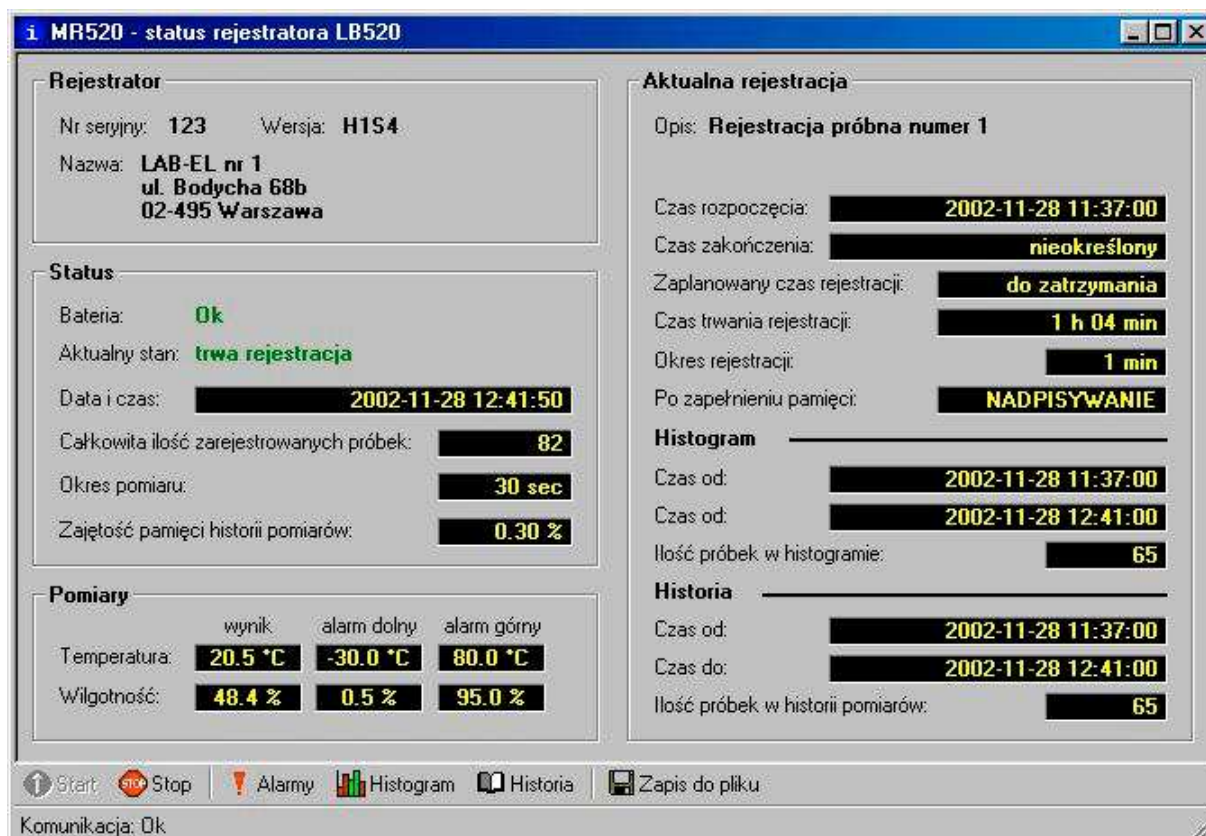 MR520 - status rejestratora LB520
Rejestrator
Nr seryjny: 123 Wersja: H1S4
Nazwa: LAB-EL nr 1
ul. Bodycha 68b
02-495 Warszawa
Status
Bateria: Ok
Aktualny stan: trwa rejestracja
Data i czas: 2002-11-28 12:41:50
Całkowita ilość zarejestrowanych próbek: 82
Okres pomiaru: 30 sec
Zajętość pamięci historii pomiarów: 0.30 %
Pomiary
wynik alarm dolny alarm górny
Temperatura: 20.5 °C -30.0 °C 80.0 °C
Wilgotność: 48.4 % 0.5 % 95.0 %
Aktualna rejestracja
Opis: Rejestracja próbna numer 1
Czas rozpoczęcia: 2002-11-28 11:37:00
Czas zakończenia: nieokreślony
Zaplanowany czas rejestracji: do zatrzymania
Czas trwania rejestracji: 1 h 04 min
Okres rejestracji: 1 min
Po zapełnieniu pamięci: NADPISYWANIE
Histogram
Czas od: 2002-11-28 11:37:00
Czas od: 2002-11-28 12:41:00
Ilość próbek w histogramie: 65
Historia
Czas od: 2002-11-28 11:37:00
Czas do: 2002-11-28 12:41:00
Ilość próbek w historii pomiarów: 65
Start STOP Stop Alarmy Histogram Historia Zapis do pliku
Komunikacja: Ok